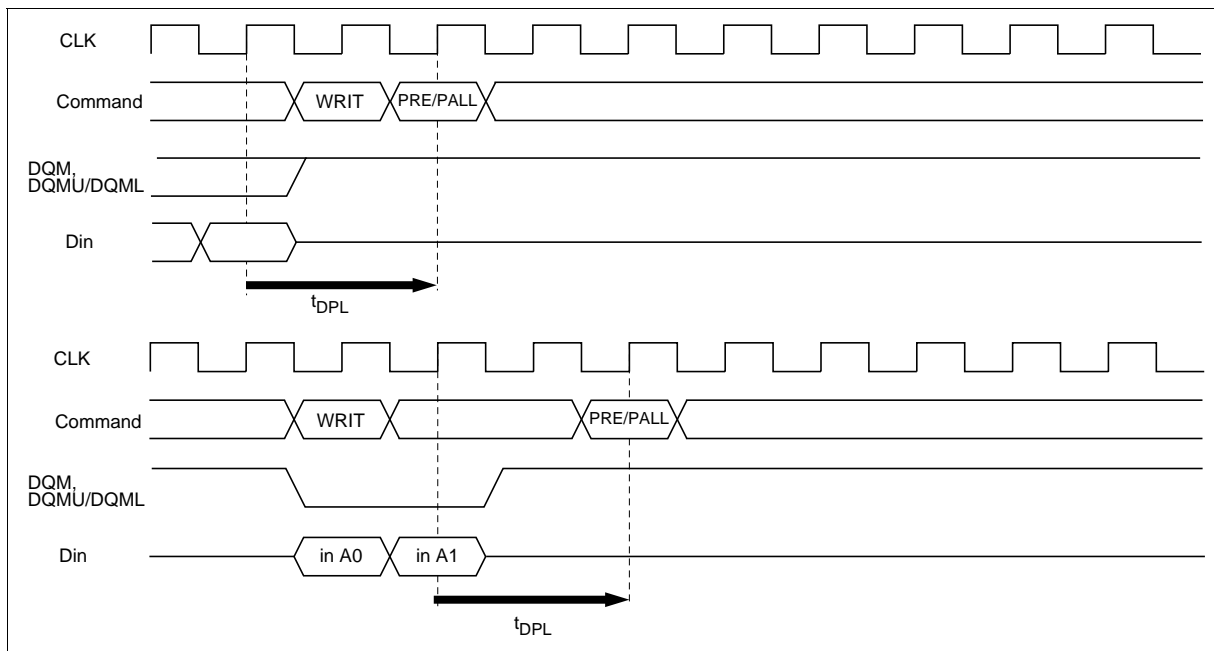 CLK
Command WRIT PRE/PALL
DQM,
DQMU/DQML
Din
tDPL
CLK
Command WRIT PRE/PALL
DQM,
DQMU/DQML
Din in A0 in A1
tDPL